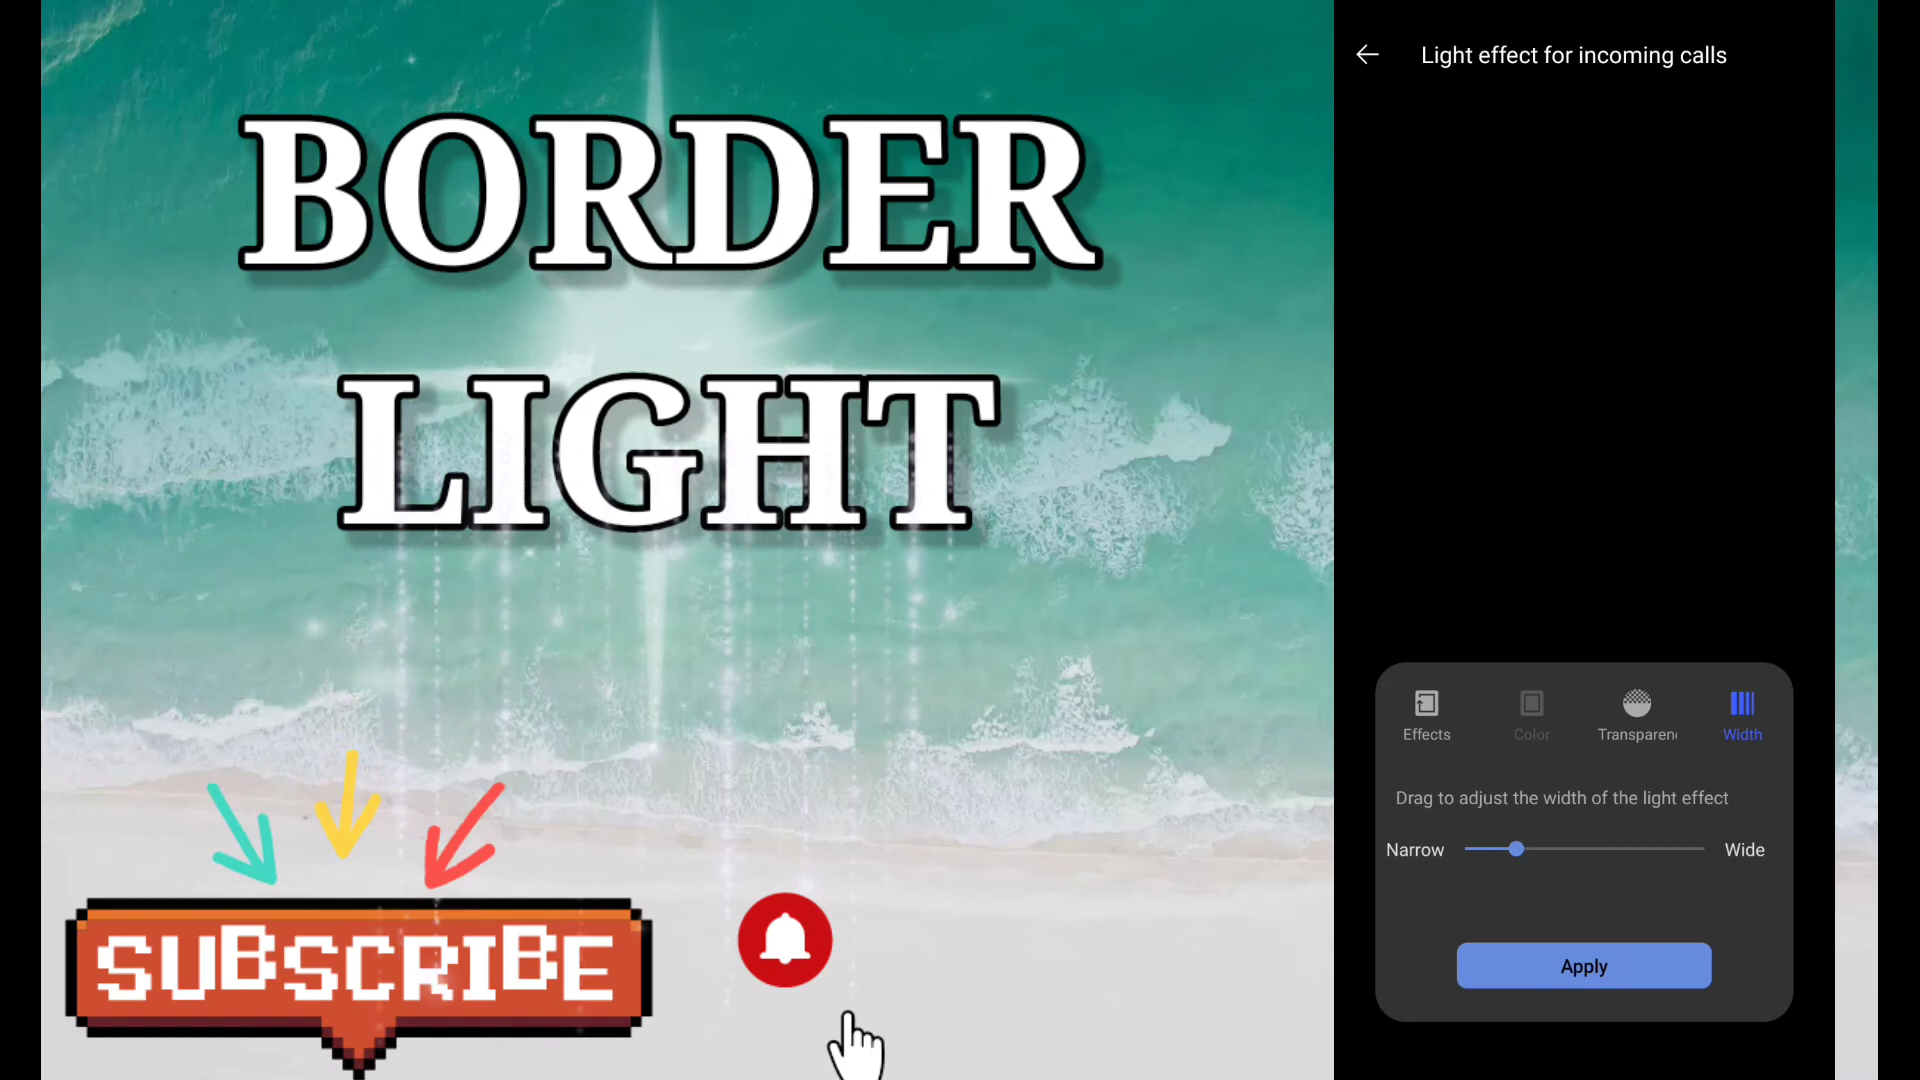 BORDER
LIGHT
SUBSCRIBE
Light effect for incoming calls
Effects
Color
Transparen
Width
Drag to adjust the width of the light effect
Narrow
Wide
Apply